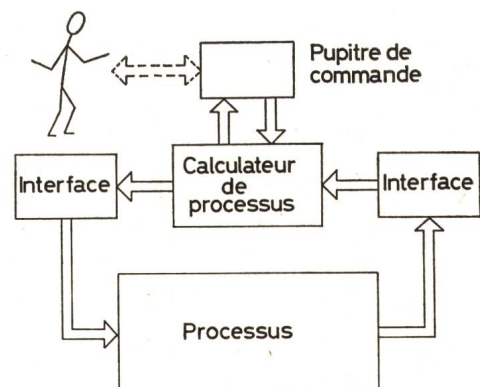 Pupitre de
commande
Interface
Calculateur
de
processus
Interface
Processus